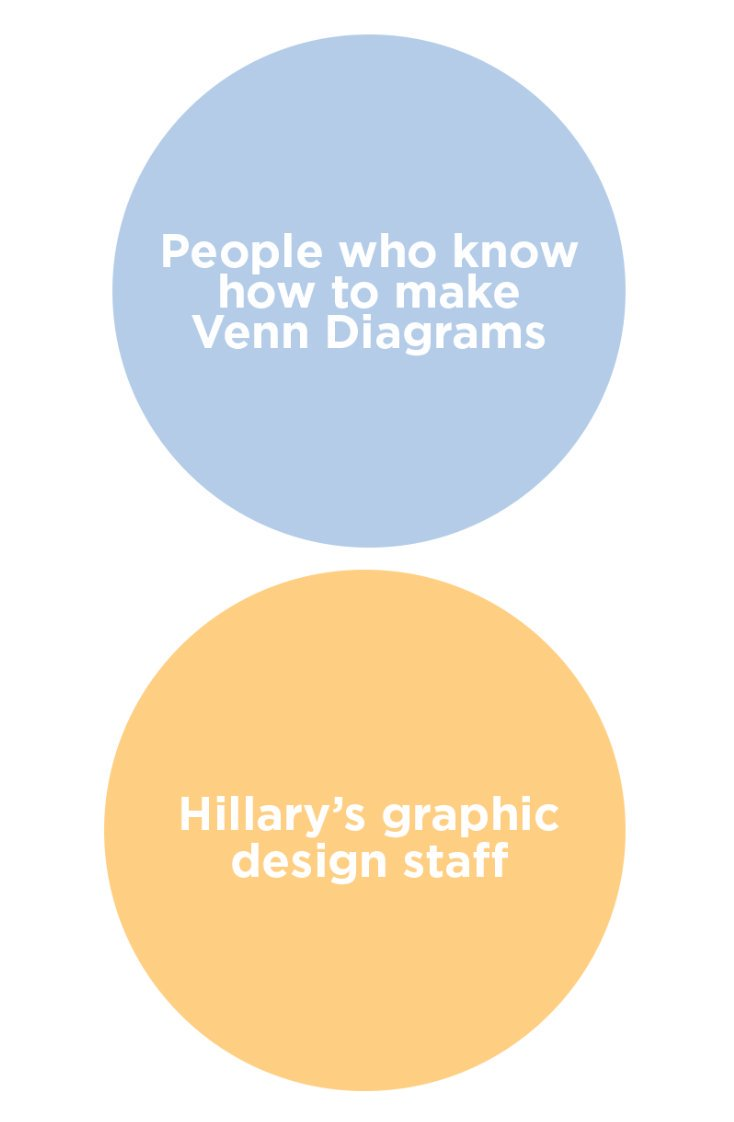 People who know
how to make
Venn Diagrams
Hillary’s graphic
design staff